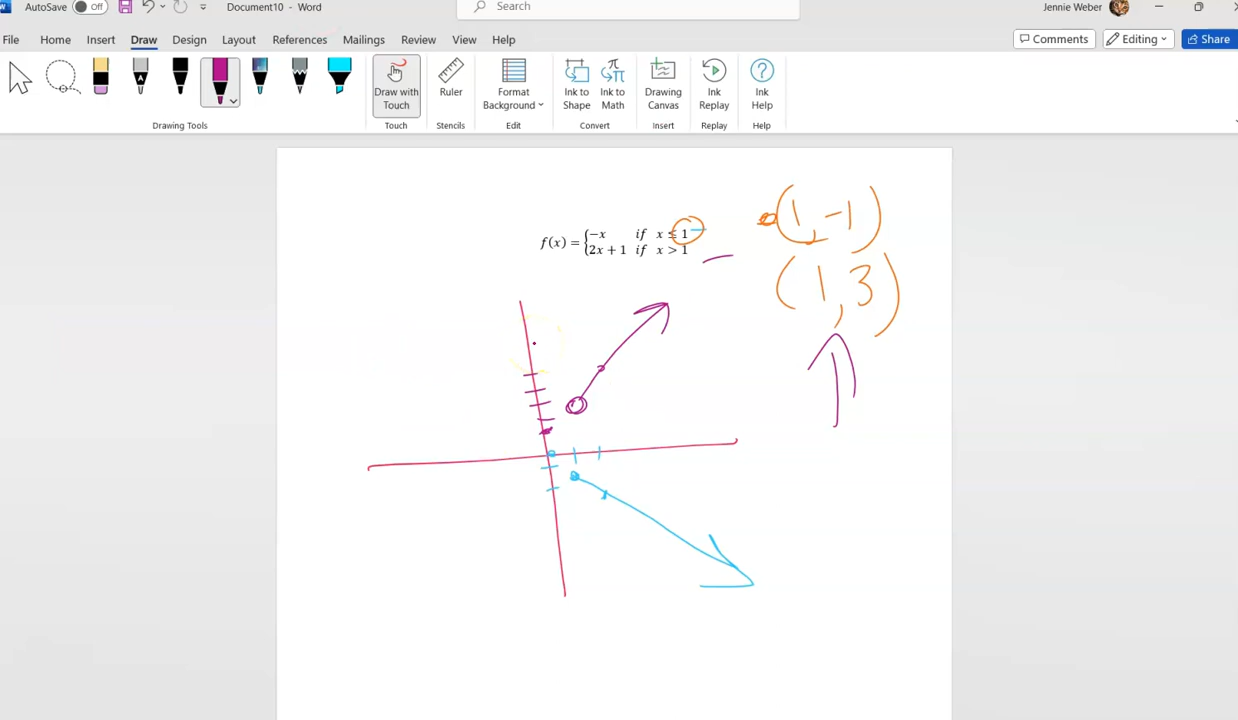 AutoSave Off Document10 - Word Search Jennie Weber
File Home Insert Draw Design Layout References Mailings Review View Help Comments Editing Share
Draw with Touch Ruler Format Background Ink to Shape Ink to Math Drawing Canvas Ink Replay Ink Help
Drawing Tools Touch Stencils Edit Convert Insert Replay Help
(1, -1)
f(x) = {-x if x ≤ 1
{2x + 1 if x > 1
(1, 3)